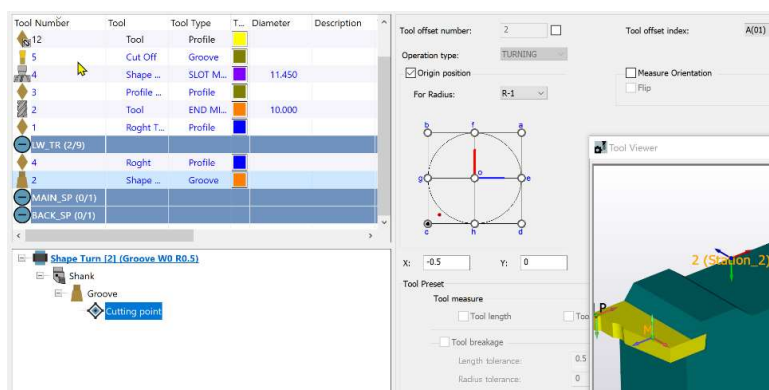 Tool Number Tool Tool Type T... Diameter Description
12 Tool Profile
5 Cut Off Groove
4 Shape ... SLOT M... 11.450
3 Profile ... Profile
2 Tool END MI... 10.000
1 Roght T... Profile
LW_TR (2/9)
4 Roght Profile
2 Shape ... Groove
MAIN_SP (0/1)
BACK_SP (0/1)
Shape Turn [2] (Groove W0 R0.5)
Shank
Groove
Cutting point
Tool offset number: 2
Tool offset index: A(01)
Operation type: TURNING
Origin position
Measure Orientation
For Radius: R-1
Flip
b f a
g o e
c h d
X: -0.5 Y: 0
Tool Preset
Tool measure
Tool length Too
Tool breakage
Length tolerance: 0.5
Radius tolerance: 0
Tool Viewer
2 (Station_2)
P
M